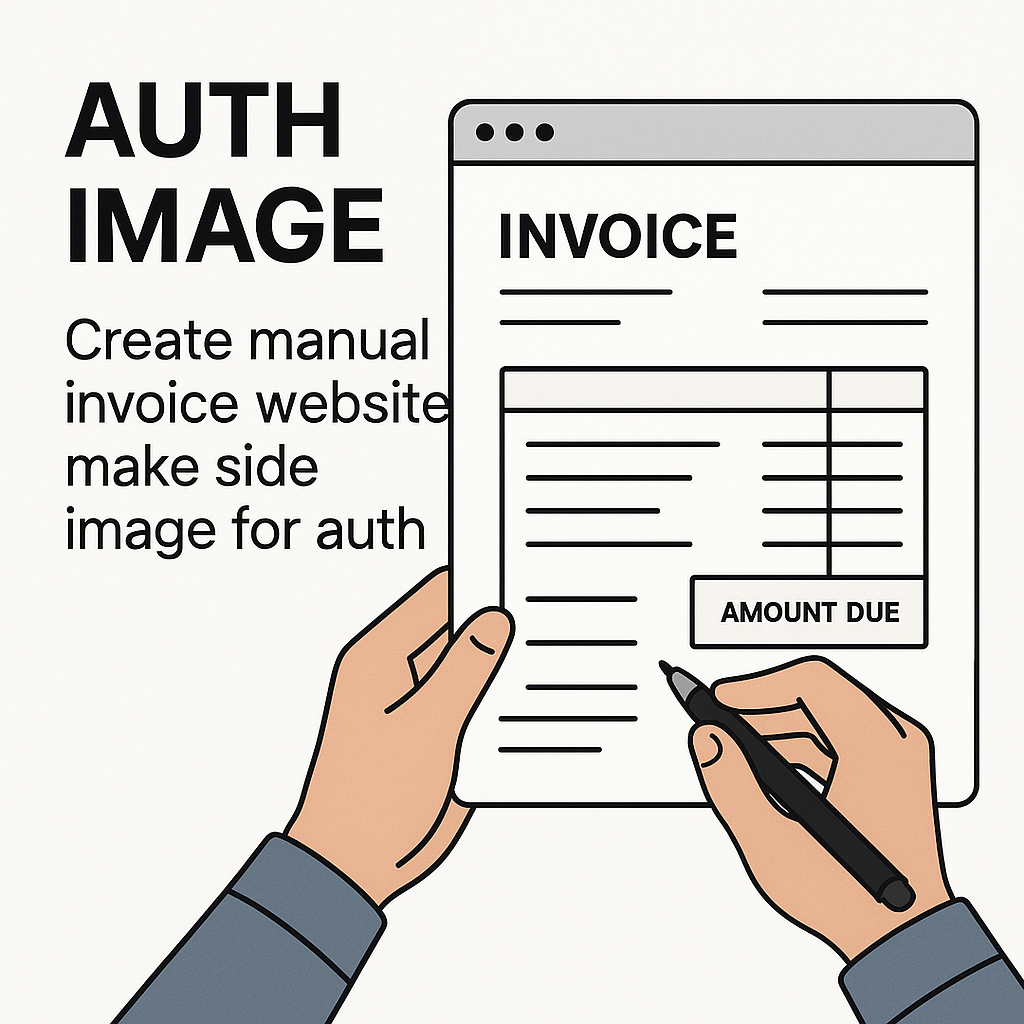 AUTH
IMAGE
Create manual
invoice website
make side
image for auth
INVOICE
AMOUNT DUE